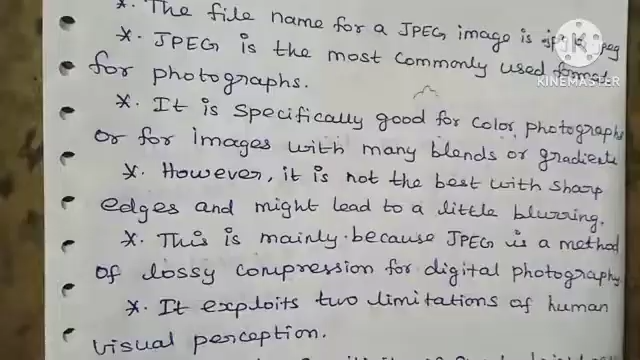 *. The file name for a JPEG image is jpeg
*. JPEG is the most commonly used format
for photographs.
*. It is specifically good for color photographs
or for images with many blends or gradients
*. However, it is not the best with sharp
edges and might lead to a little blurring.
*. This is mainly because JPEG is a method
of lossy compression for digital photography
*. It exploits two limitations of human
visual perception.
KINEMASTER